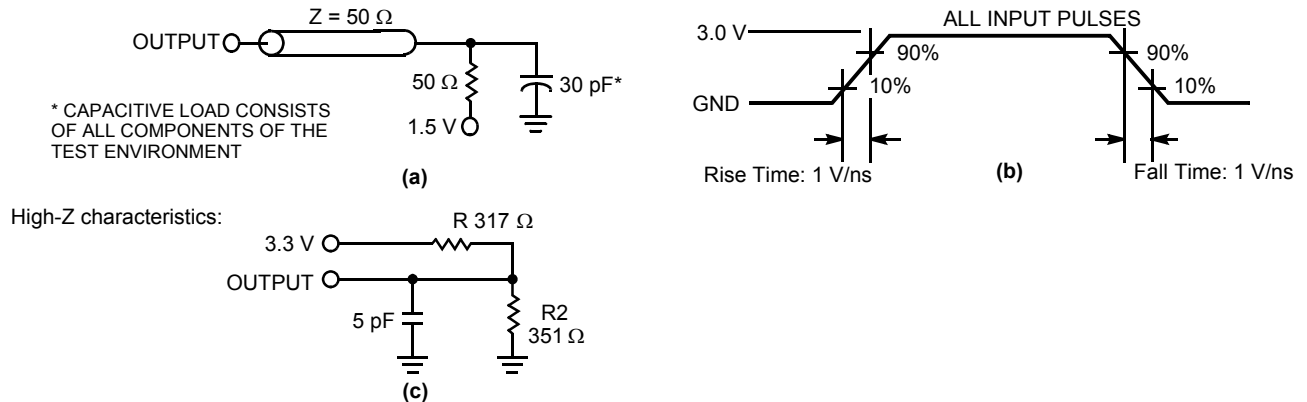 Z = 50 Ω
OUTPUT
50 Ω
30 pF*
1.5 V
* CAPACITIVE LOAD CONSISTS
OF ALL COMPONENTS OF THE
TEST ENVIRONMENT
(a)
ALL INPUT PULSES
3.0 V
90%
10%
GND
90%
10%
Rise Time: 1 V/ns
(b)
Fall Time: 1 V/ns
High-Z characteristics:
R 317 Ω
3.3 V
OUTPUT
5 pF
R2
351 Ω
(c)